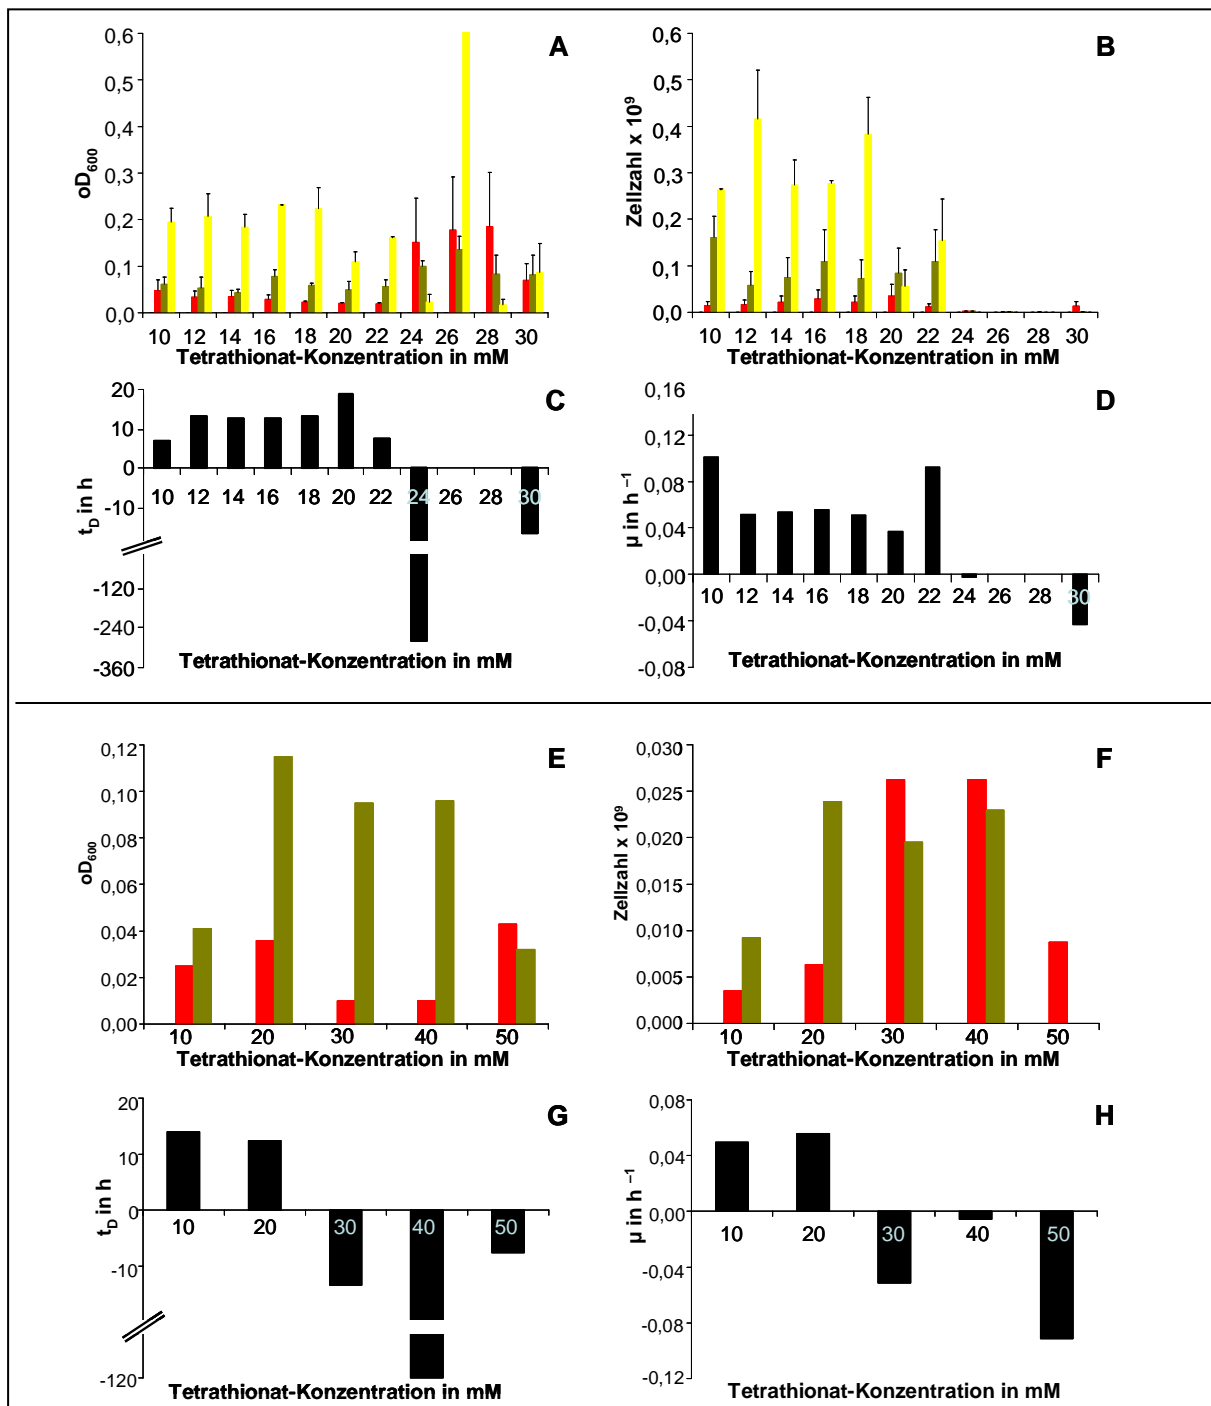 A
0,6
0,5
0,4
0,3
0,2
0,1
0,0
oD600
10 12 14 16 18 20 22 24 26 28 30
Tetrathionat-Konzentration in mM
B
0,6
0,5
0,4
0,3
0,2
0,1
0,0
Zellzahl x 10⁹
10 12 14 16 18 20 22 24 26 28 30
Tetrathionat-Konzentration in mM
C
20
10
0
-10
-120
-240
-360
tD in h
10 12 14 16 18 20 22 24 26 28 30
Tetrathionat-Konzentration in mM
D
0,16
0,12
0,08
0,04
0,00
-0,04
-0,08
µ in h⁻¹
10 12 14 16 18 20 22 24 26 28 30
Tetrathionat-Konzentration in mM
E
0,12
0,10
0,08
0,06
0,04
0,02
0,00
oD600
10 20 30 40 50
Tetrathionat-Konzentration in mM
F
0,030
0,025
0,020
0,015
0,010
0,005
0,000
Zellzahl x 10⁹
10 20 30 40 50
Tetrathionat-Konzentration in mM
G
20
10
0
-10
-120
tD in h
10 20 30 40 50
Tetrathionat-Konzentration in mM
H
0,08
0,04
0,00
-0,04
-0,08
-0,12
µ in h⁻¹
10 20 30 40 50
Tetrathionat-Konzentration in mM